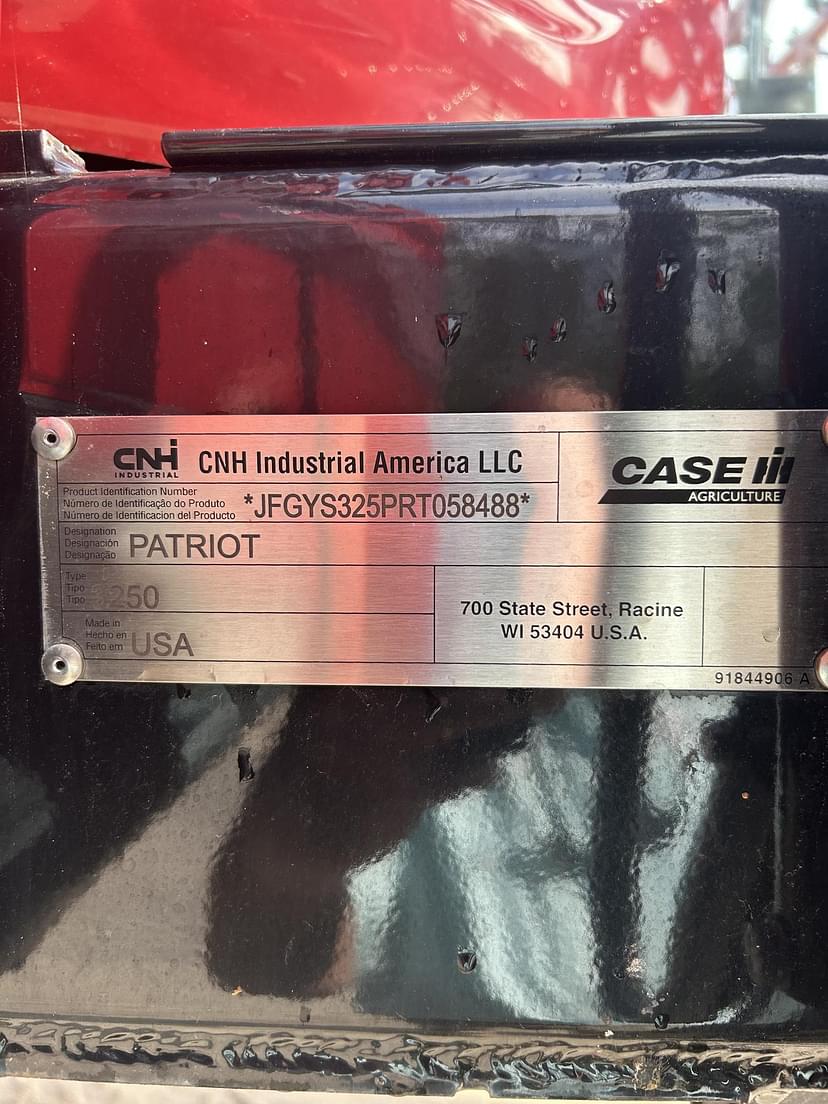 CNH
INDUSTRIAL
CNH Industrial America LLC
Product Identification Number
Número de Identificação do Produto
Número de Identificacion del Producto
*JFGYS325PRT058488*
CASE IH
AGRICULTURE
Designation
Designación
Designação
PATRIOT
Type
Tipo
Tipo
250
700 State Street, Racine
WI 53404 U.S.A.
Made in
Hecho en
Feito em
USA
91844906 A